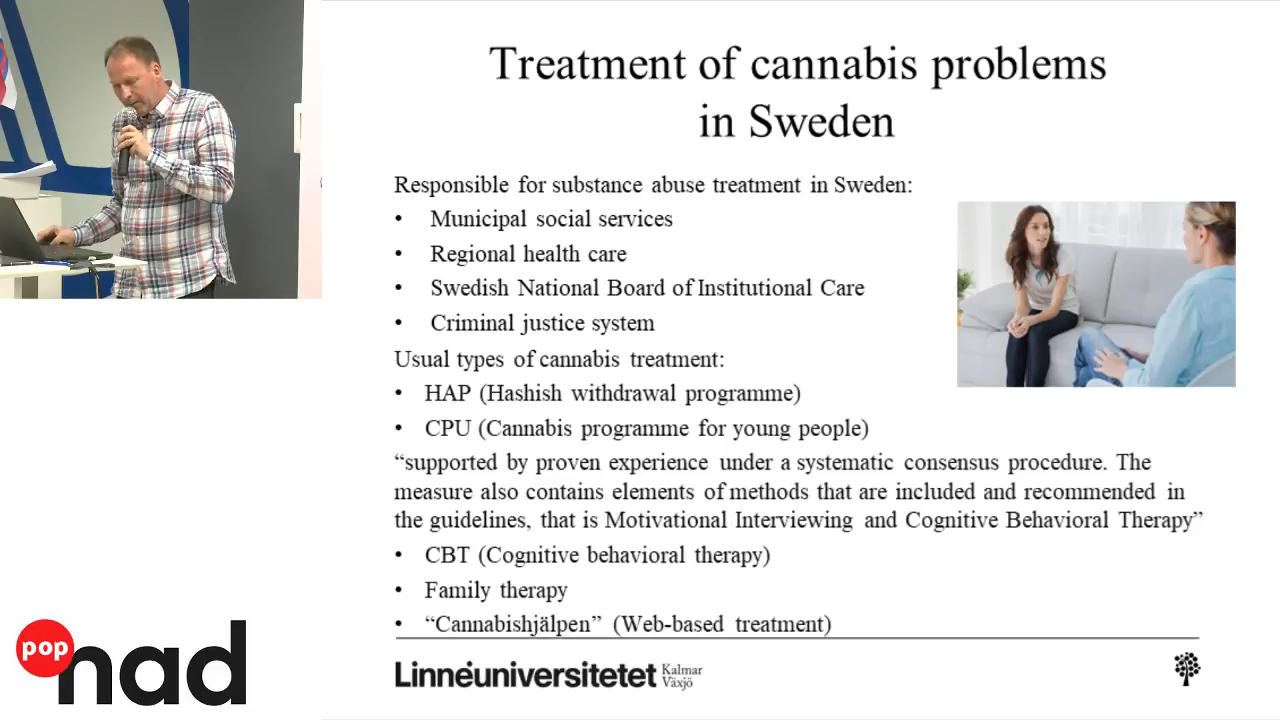 Treatment of cannabis problems
in Sweden
Responsible for substance abuse treatment in Sweden:
• Municipal social services
• Regional health care
• Swedish National Board of Institutional Care
• Criminal justice system
Usual types of cannabis treatment:
• HAP (Hashish withdrawal programme)
• CPU (Cannabis programme for young people)
“supported by proven experience under a systematic consensus procedure. The
measure also contains elements of methods that are included and recommended in
the guidelines, that is Motivational Interviewing and Cognitive Behavioral Therapy”
• CBT (Cognitive behavioral therapy)
• Family therapy
• “Cannabishjälpen” (Web-based treatment)
pop
nad
Linnéuniversitetet
Kalmar
Växjö